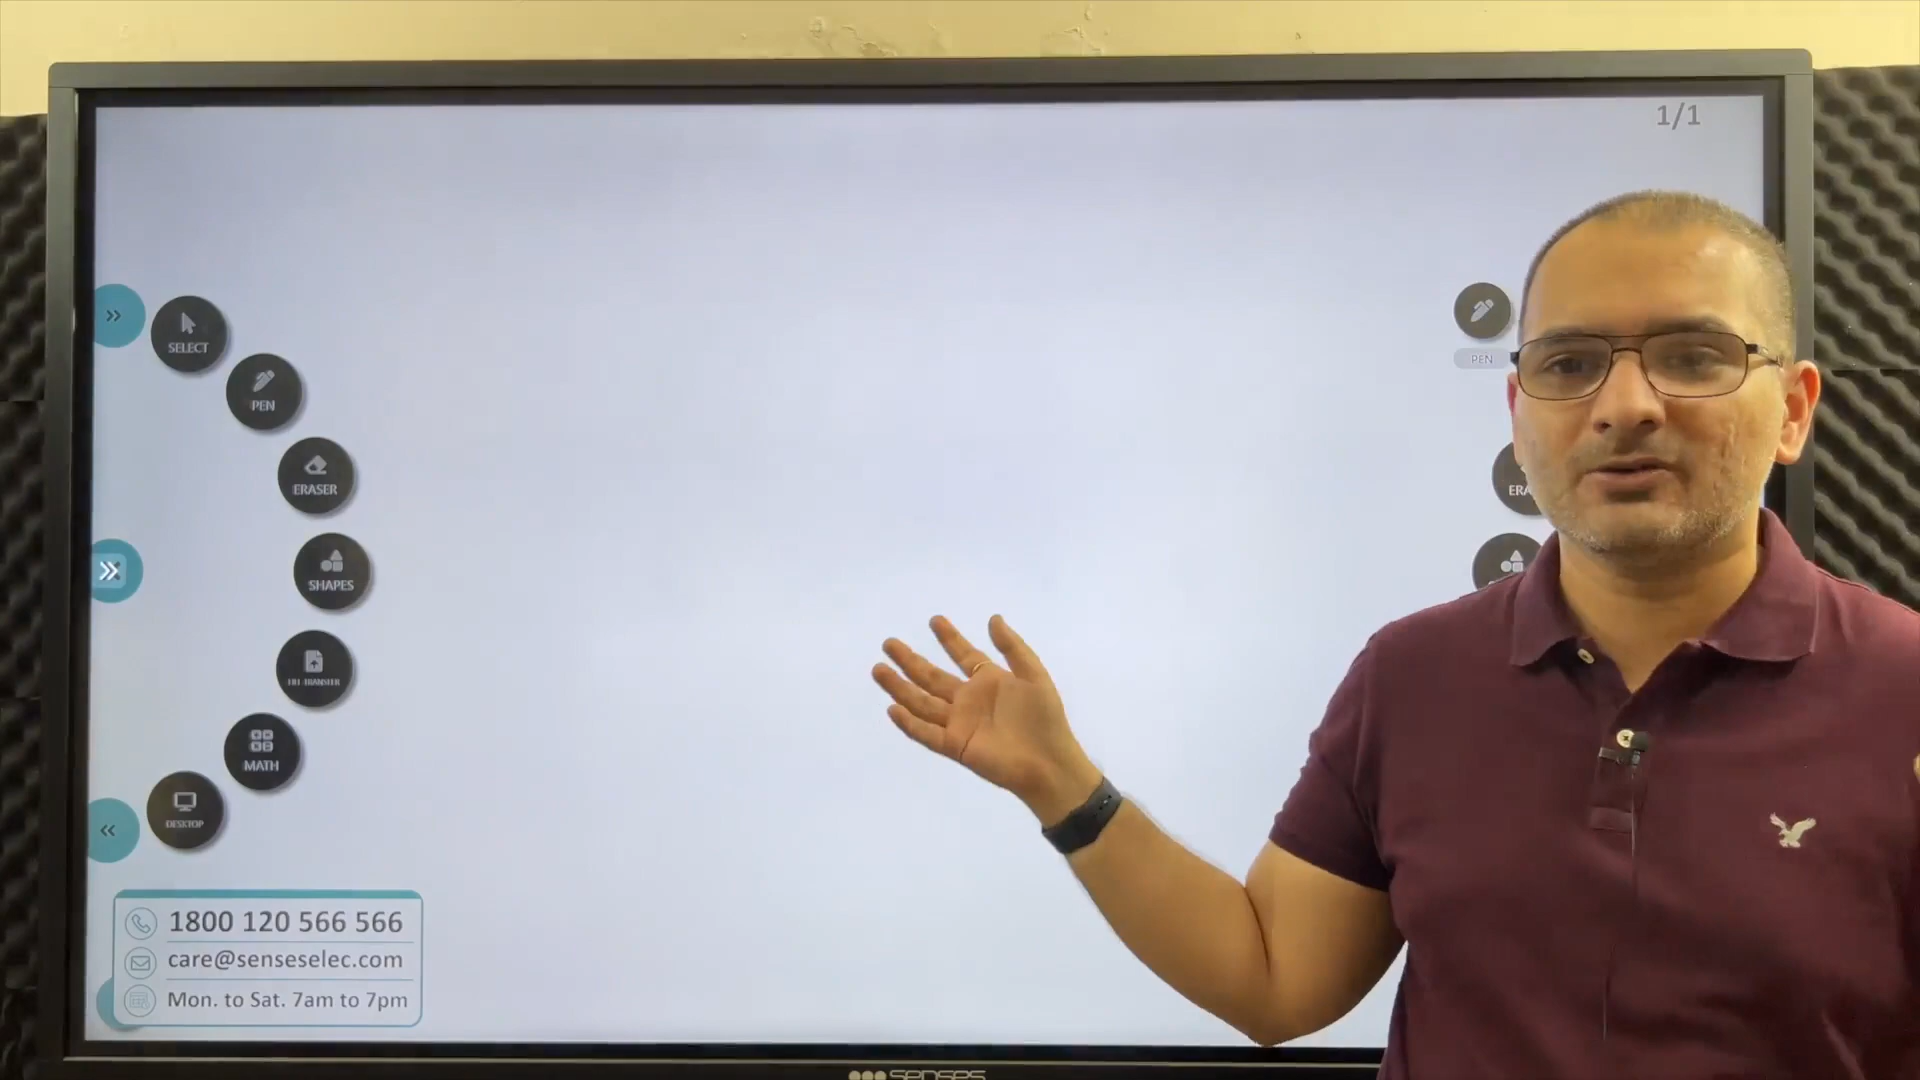 1/1
SELECT
PEN
ERASER
SHAPES
MATH
DESKTOP
PEN
1800 120 566 566
care@senseselec.com
Mon. to Sat. 7am to 7pm
senses